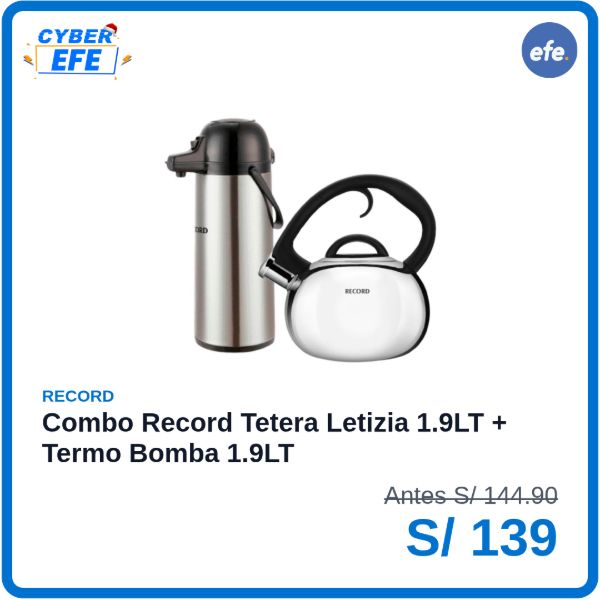 CYBER
EFE
efe.
ORD
RECORD
RECORD
Combo Record Tetera Letizia 1.9LT +
Termo Bomba 1.9LT
Antes S/ 144.90
S/ 139